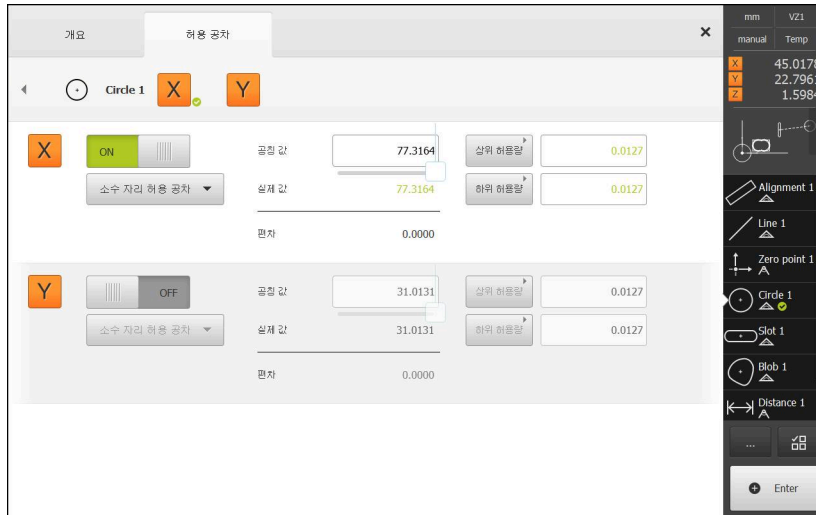 개요
허용 공차
Circle 1 X Y
X ON 공칭 값 77.3164 상위 허용량 0.0127
소수 자리 허용 공차 실제 값 77.3164 하위 허용량 0.0127
편차 0.0000
Y OFF 공칭 값 31.0131 상위 허용량 0.0127
소수 자리 허용 공차 실제 값 31.0131 하위 허용량 0.0127
편차 0.0000
mm VZ1
manual Temp
X 45.0178
Y 22.7961
Z 1.5984
Alignment 1
Line 1
Zero point 1
Circle 1
Slot 1
Blob 1
Distance 1
...
Enter